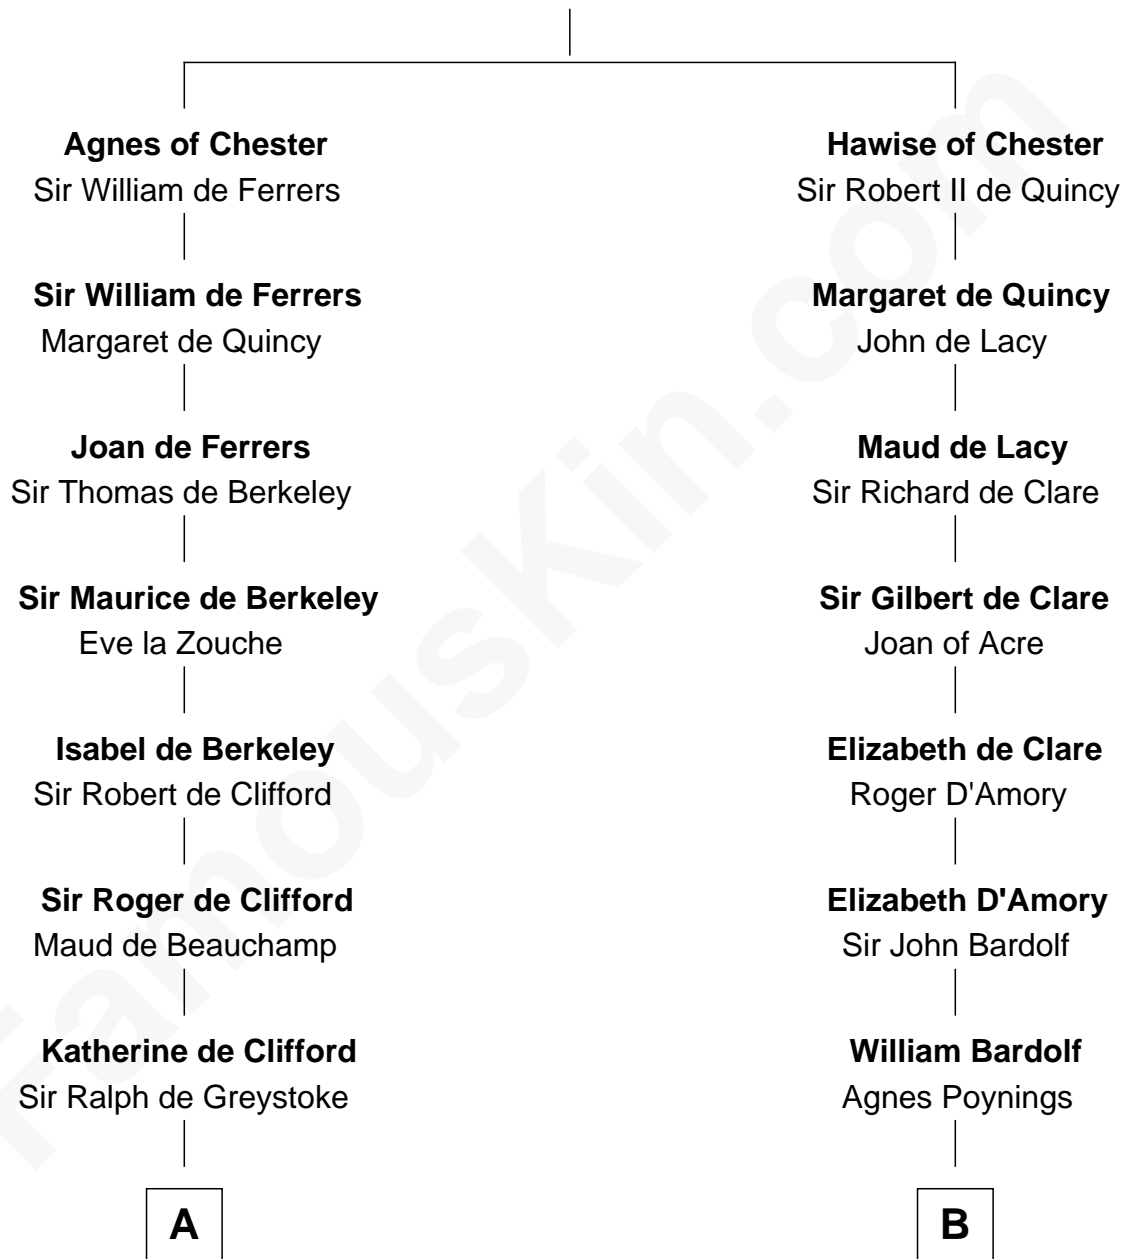 Agnes of Chester
Sir William de Ferrers
Sir William de Ferrers
Margaret de Quincy
Joan de Ferrers
Sir Thomas de Berkeley
Sir Maurice de Berkeley
Eve la Zouche
Isabel de Berkeley
Sir Robert de Clifford
Sir Roger de Clifford
Maud de Beauchamp
Katherine de Clifford
Sir Ralph de Greystoke
A
Hawise of Chester
Sir Robert II de Quincy
Margaret de Quincy
John de Lacy
Maud de Lacy
Sir Richard de Clare
Sir Gilbert de Clare
Joan of Acre
Elizabeth de Clare
Roger D'Amory
Elizabeth D'Amory
Sir John Bardolf
William Bardolf
Agnes Poynings
B
FamousKin.com